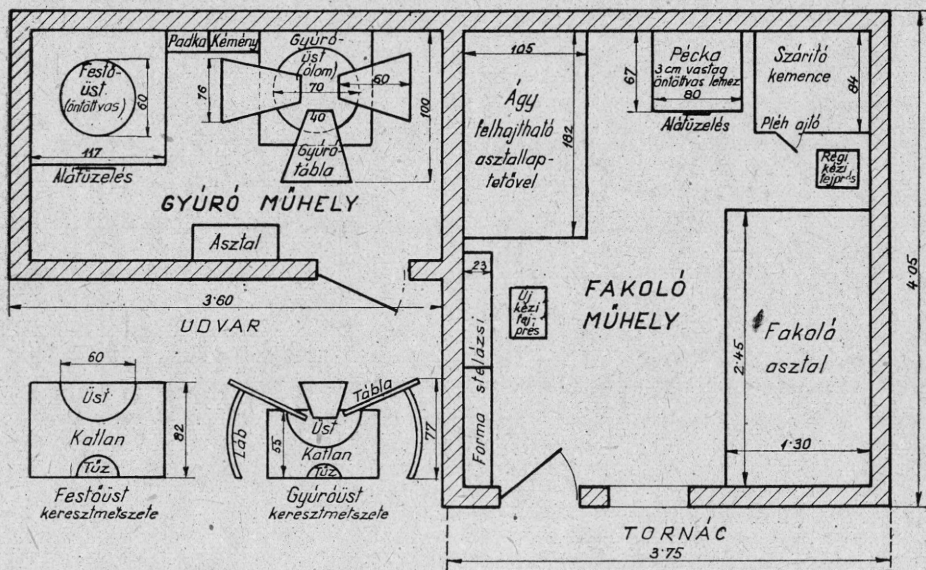 Padka
Kémény
Gyúró-
üst
(ólom)
70
60
100
76
40
Gyúró-
tábla
Festő-
üst
(öntöttvas)
60
117
Alátüzelés
GYÚRÓ MŰHELY
Asztal
3·60
UDVAR
105
Ágy
felhajtható
asztallap-
tetővel
182
67
Pécka
3 cm vastag
öntöttvas lemez
80
Alátüzelés
Szárító
kemence
84
Pléh ajtó
Régi
kézi
fejprés
23
Forma stelázsi
Új
kézi
fej-
prés
FAKOLÓ
MŰHELY
2·45
Fakoló
asztal
1·30
4·05
TORNÁC
3·75
60
Üst
Katlan
Tűz
82
Festőüst
keresztmetszete
Tábla
Láb
Üst
55
Katlan
Tűz
77
Gyúróüst
keresztmetszete